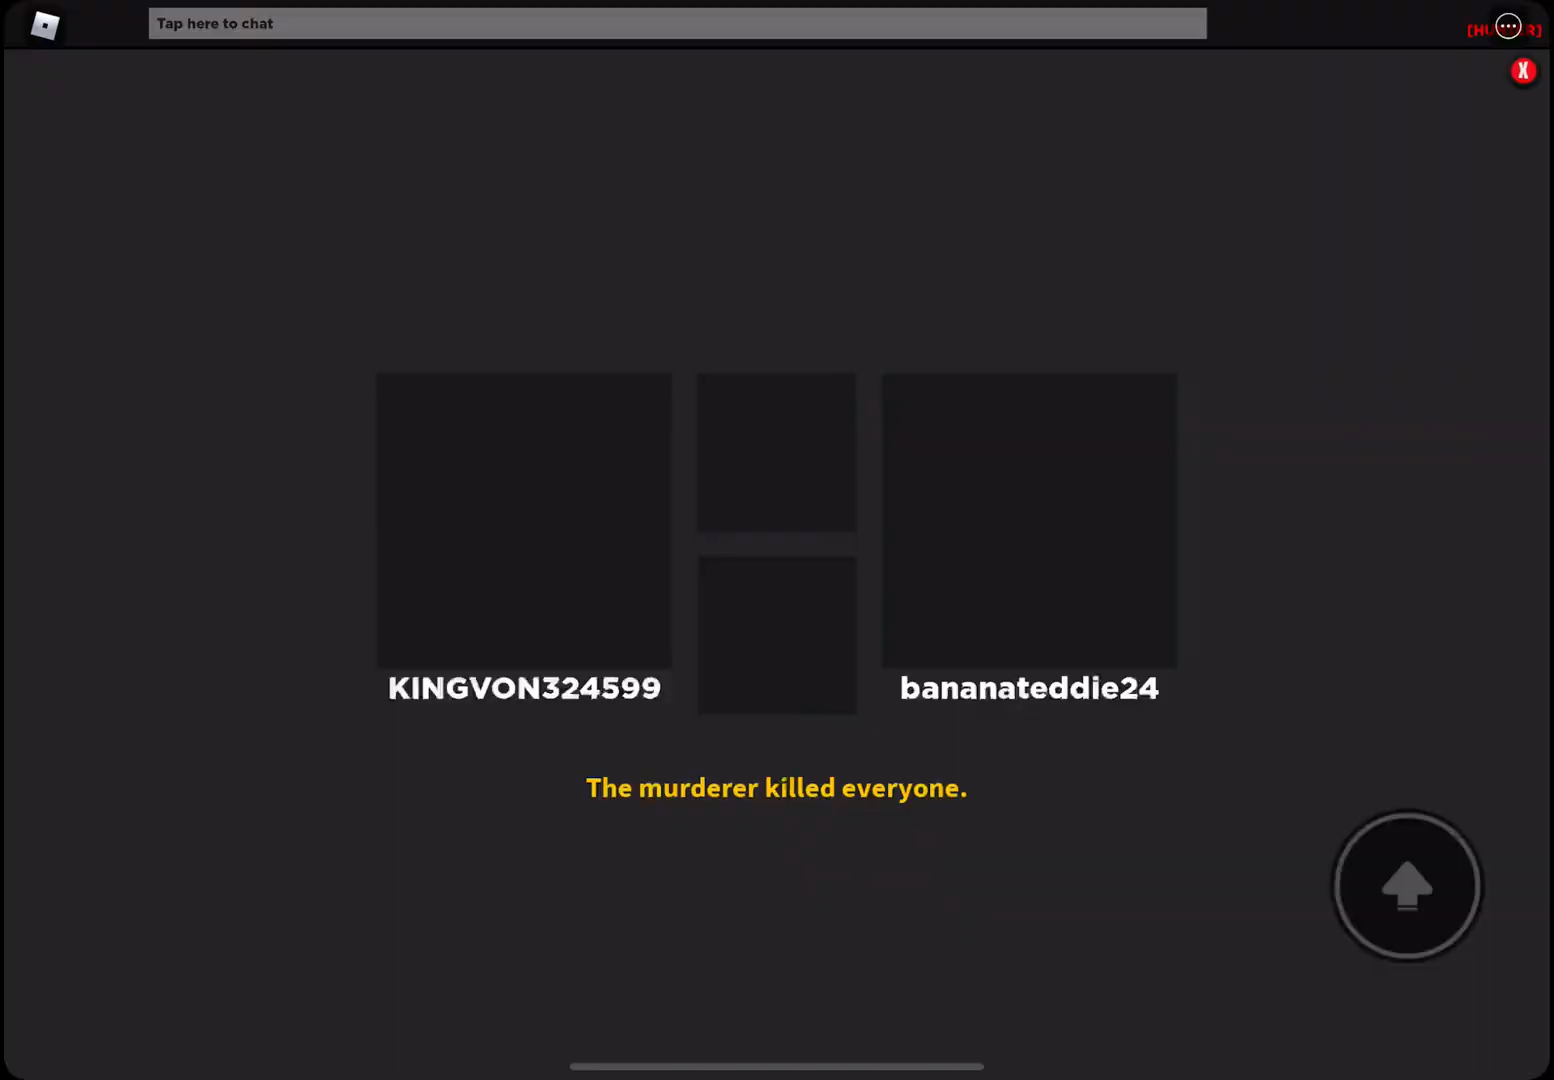 Tap here to chat
X
KINGVON324599
bananateddie24
The murderer killed everyone.